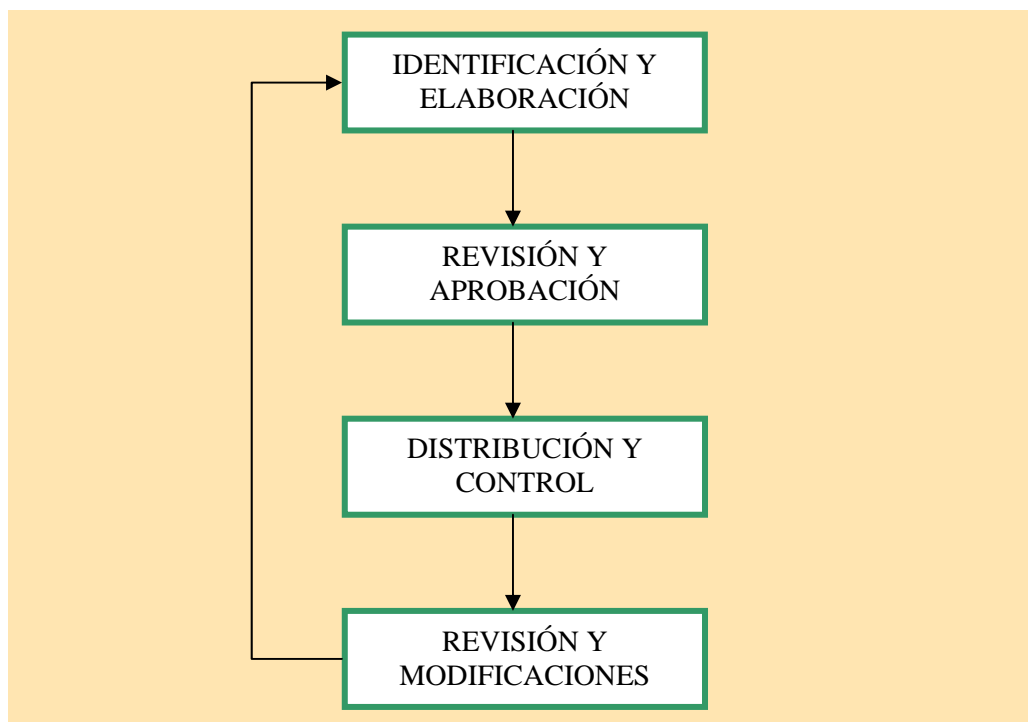 IDENTIFICACIÓN Y
ELABORACIÓN
REVISIÓN Y
APROBACIÓN
DISTRIBUCIÓN Y
CONTROL
REVISIÓN Y
MODIFICACIONES